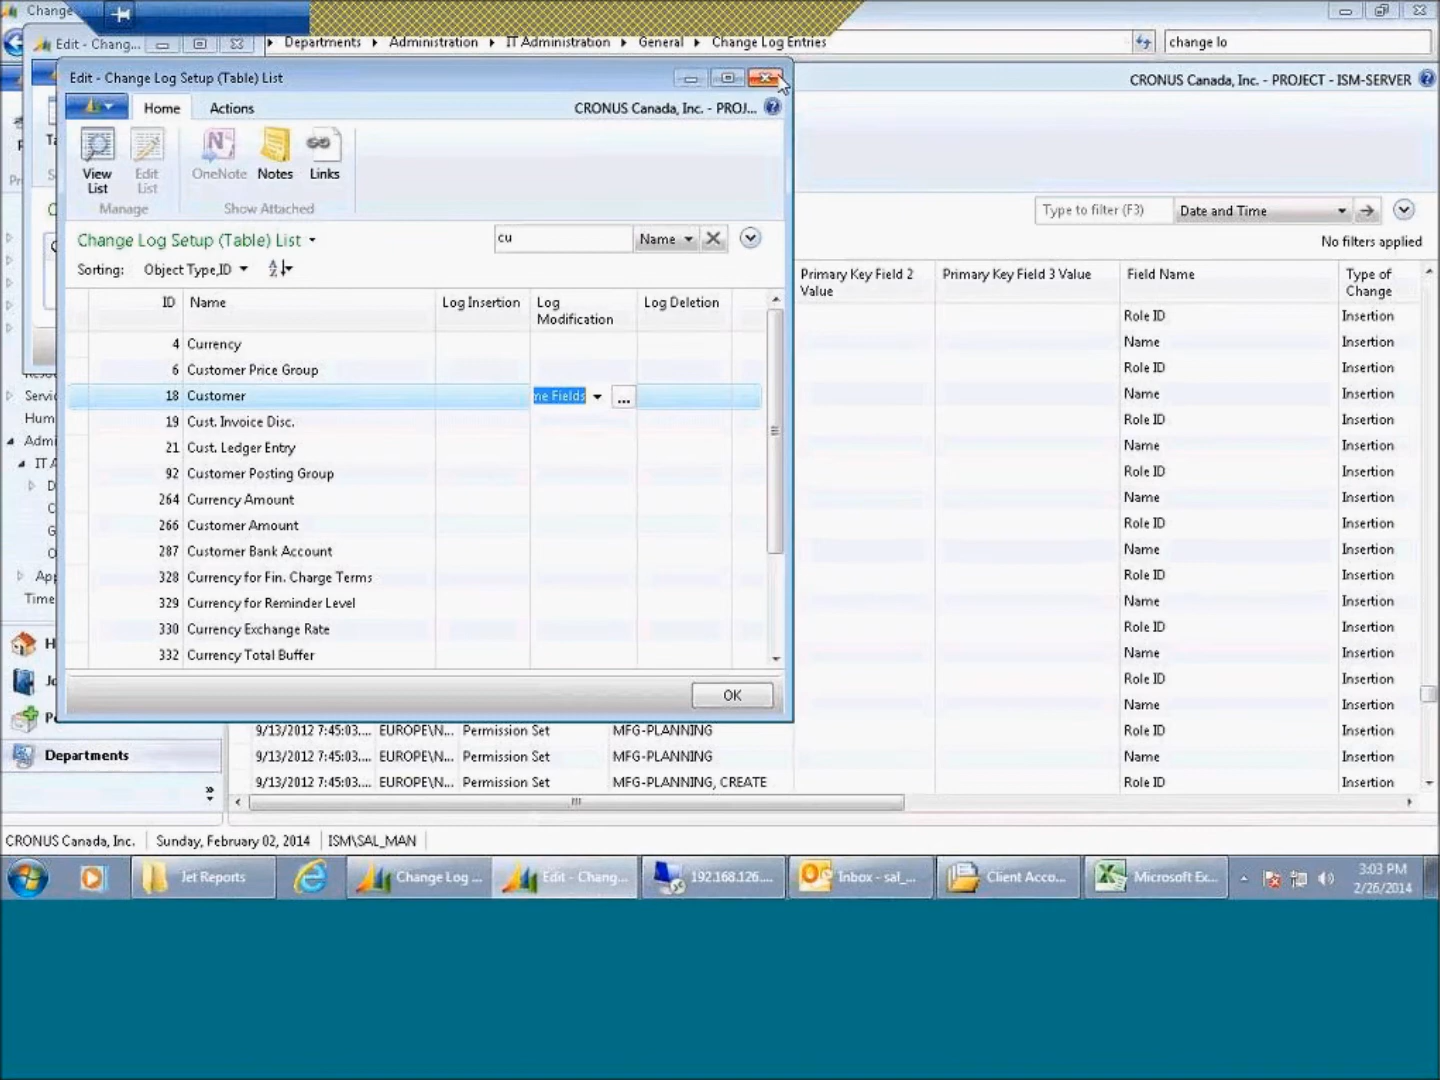 Change
Edit - Chang...
Departments Administration IT Administration General Change Log Entries
change lo
Edit - Change Log Setup (Table) List
CRONUS Canada, Inc. - PROJECT - ISM-SERVER
Home Actions
CRONUS Canada, Inc. - PROJ...
View List
Edit List
OneNote
Notes
Links
Manage
Show Attached
Type to filter (F3)
Date and Time
No filters applied
Change Log Setup (Table) List
cu
Name
Sorting: Object Type,ID
ID Name Log Insertion Log Modification Log Deletion
4 Currency
6 Customer Price Group
18 Customer ne Fields ...
19 Cust. Invoice Disc.
21 Cust. Ledger Entry
92 Customer Posting Group
264 Currency Amount
266 Customer Amount
287 Customer Bank Account
328 Currency for Fin. Charge Terms
329 Currency for Reminder Level
330 Currency Exchange Rate
332 Currency Total Buffer
OK
Primary Key Field 2 Value Primary Key Field 3 Value Field Name Type of Change
Role ID Insertion
Name Insertion
Role ID Insertion
Name Insertion
Role ID Insertion
Name Insertion
Role ID Insertion
Name Insertion
Role ID Insertion
Name Insertion
Role ID Insertion
Name Insertion
Role ID Insertion
Name Insertion
Role ID Insertion
Name Insertion
9/13/2012 7:45:03.... EUROPE\N... Permission Set MFG-PLANNING Role ID Insertion
9/13/2012 7:45:03.... EUROPE\N... Permission Set MFG-PLANNING Name Insertion
9/13/2012 7:45:03.... EUROPE\N... Permission Set MFG-PLANNING, CREATE Role ID Insertion
Servi
Hum
Admi
IT A
D
C
G
O
App
Time
H
Jo
Departments
CRONUS Canada, Inc. Sunday, February 02, 2014 ISM\SAL_MAN
Jet Reports
Change Log ...
Edit - Chang...
192.168.126....
Inbox - sal_...
Client Acco...
Microsoft Ex...
3:03 PM
2/26/2014